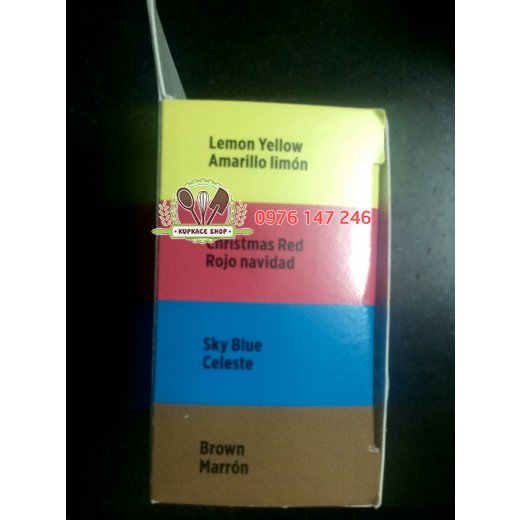 Lemon Yellow
Amarillo limón
· KUPKACE SHOP ·
0976 147 246
Christmas Red
Rojo navidad
Sky Blue
Celeste
Brown
Marrón